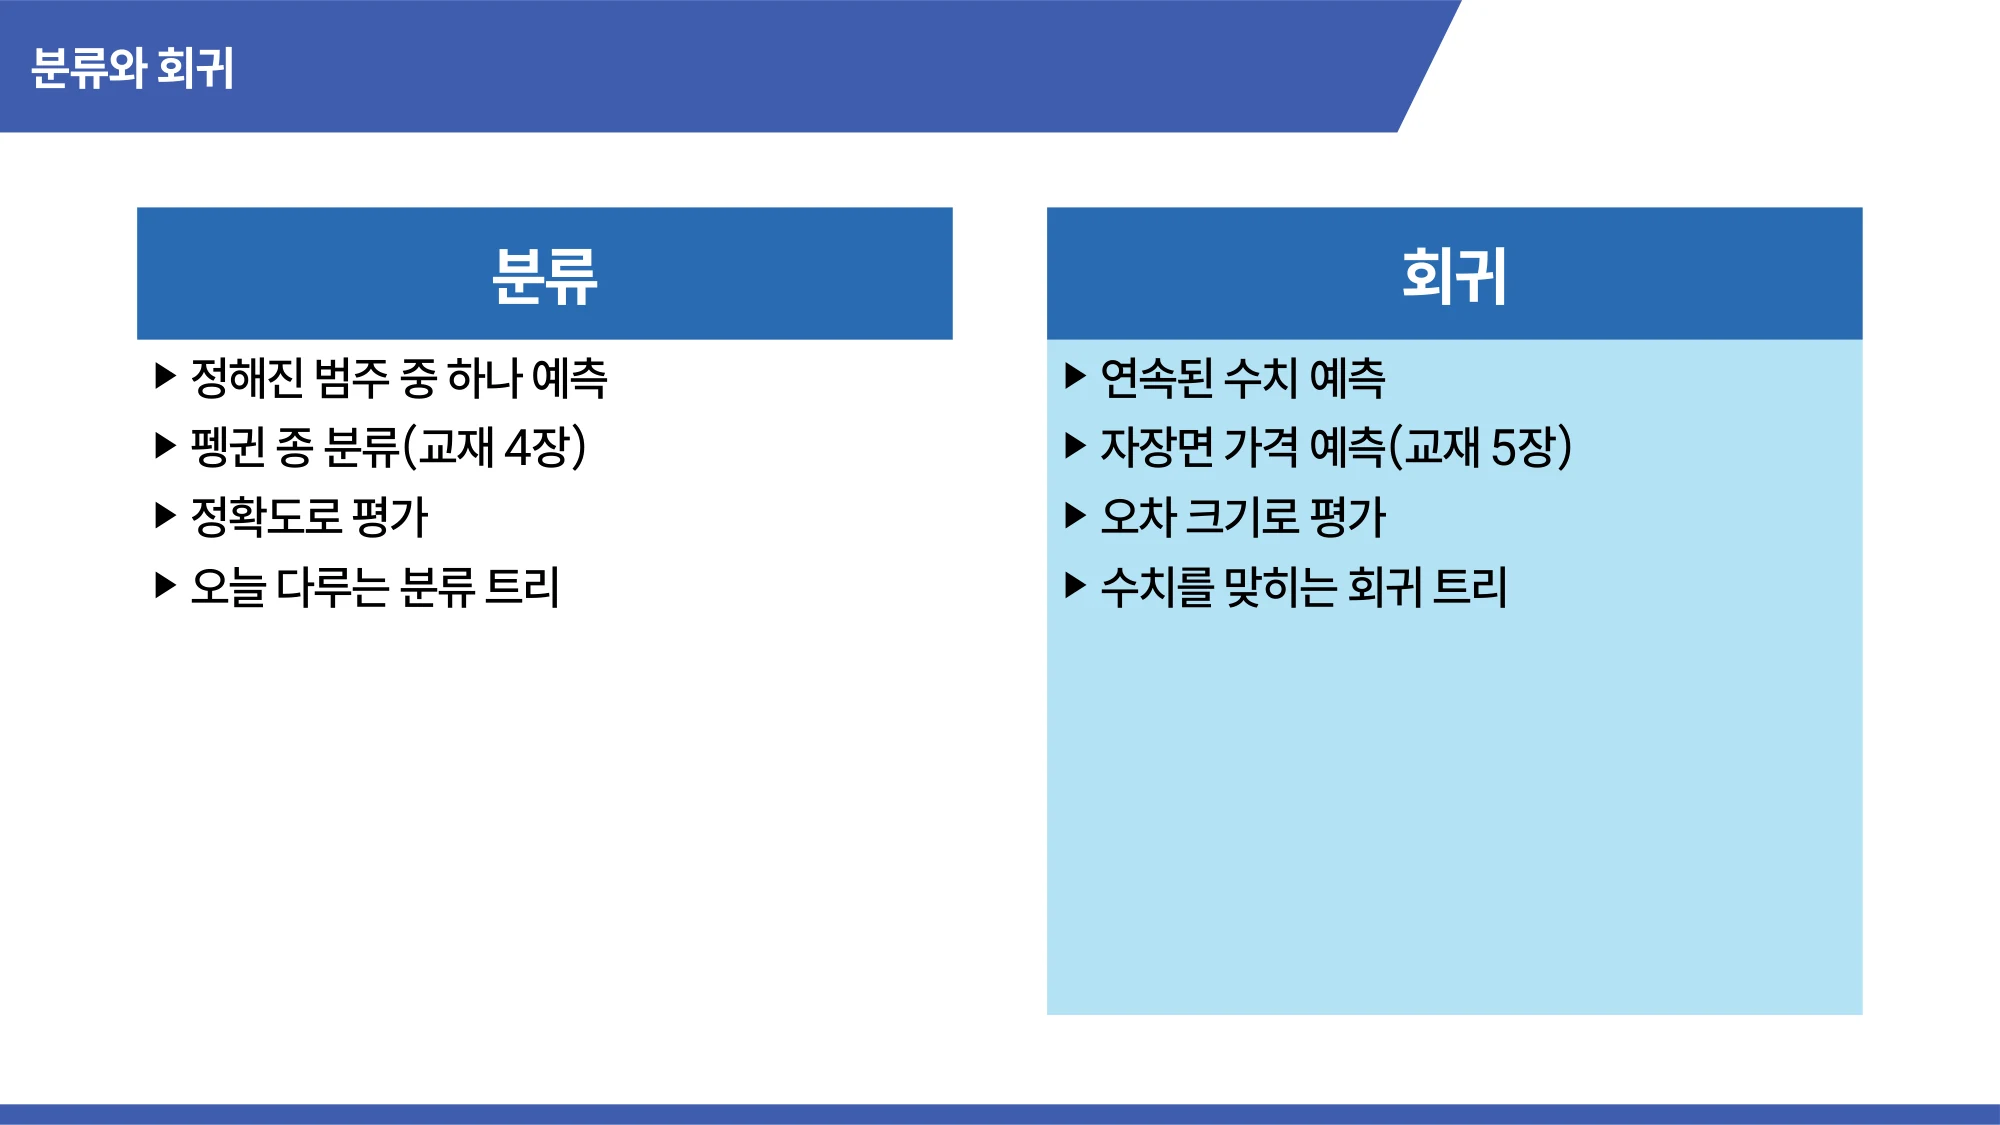 분류와 회귀
분류
▶ 정해진 범주 중 하나 예측
▶ 펭귄 종 분류(교재 4장)
▶ 정확도로 평가
▶ 오늘 다루는 분류 트리
회귀
▶ 연속된 수치 예측
▶ 자장면 가격 예측(교재 5장)
▶ 오차 크기로 평가
▶ 수치를 맞히는 회귀 트리